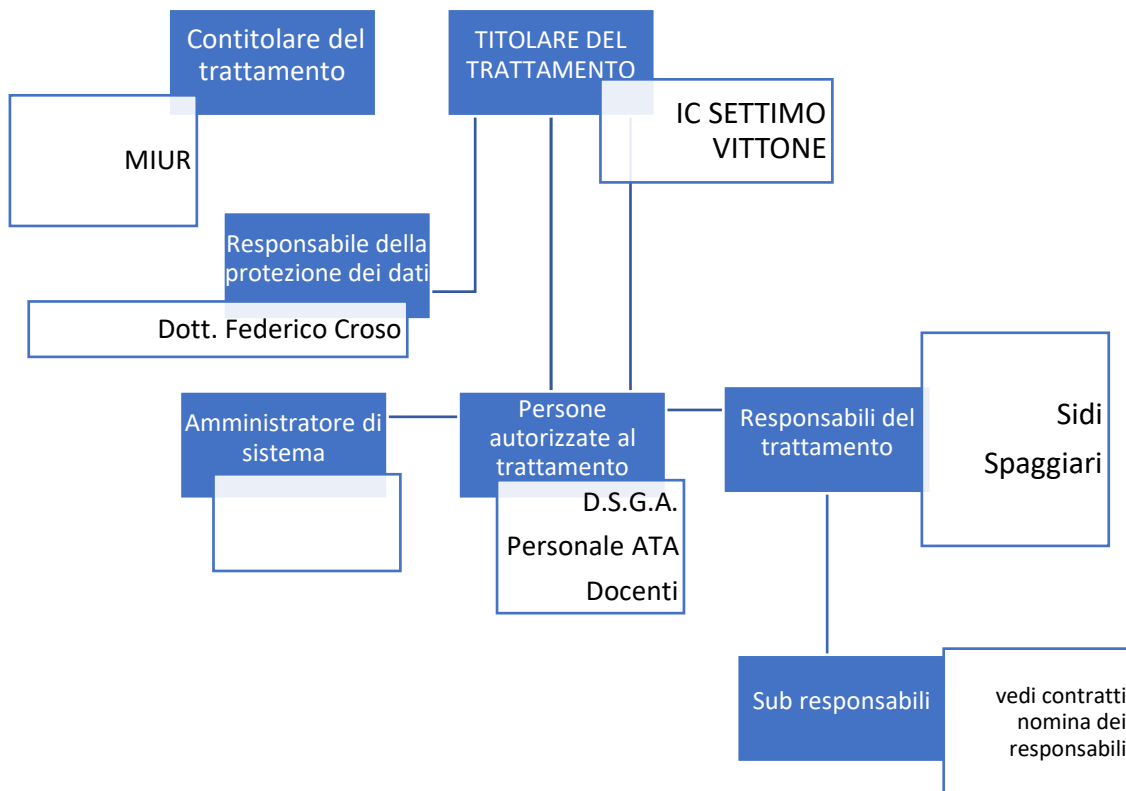 Contitolare del
trattamento
MIUR
TITOLARE DEL
TRATTAMENTO
IC SETTIMO
VITTONE
Responsabile della
protezione dei dati
Dott. Federico Croso
Amministratore di
sistema
Persone
autorizzate al
trattamento
D.S.G.A.
Personale ATA
Docenti
Responsabili del
trattamento
Sidi
Spaggiari
Sub responsabili
vedi contratti
nomina dei
responsabili